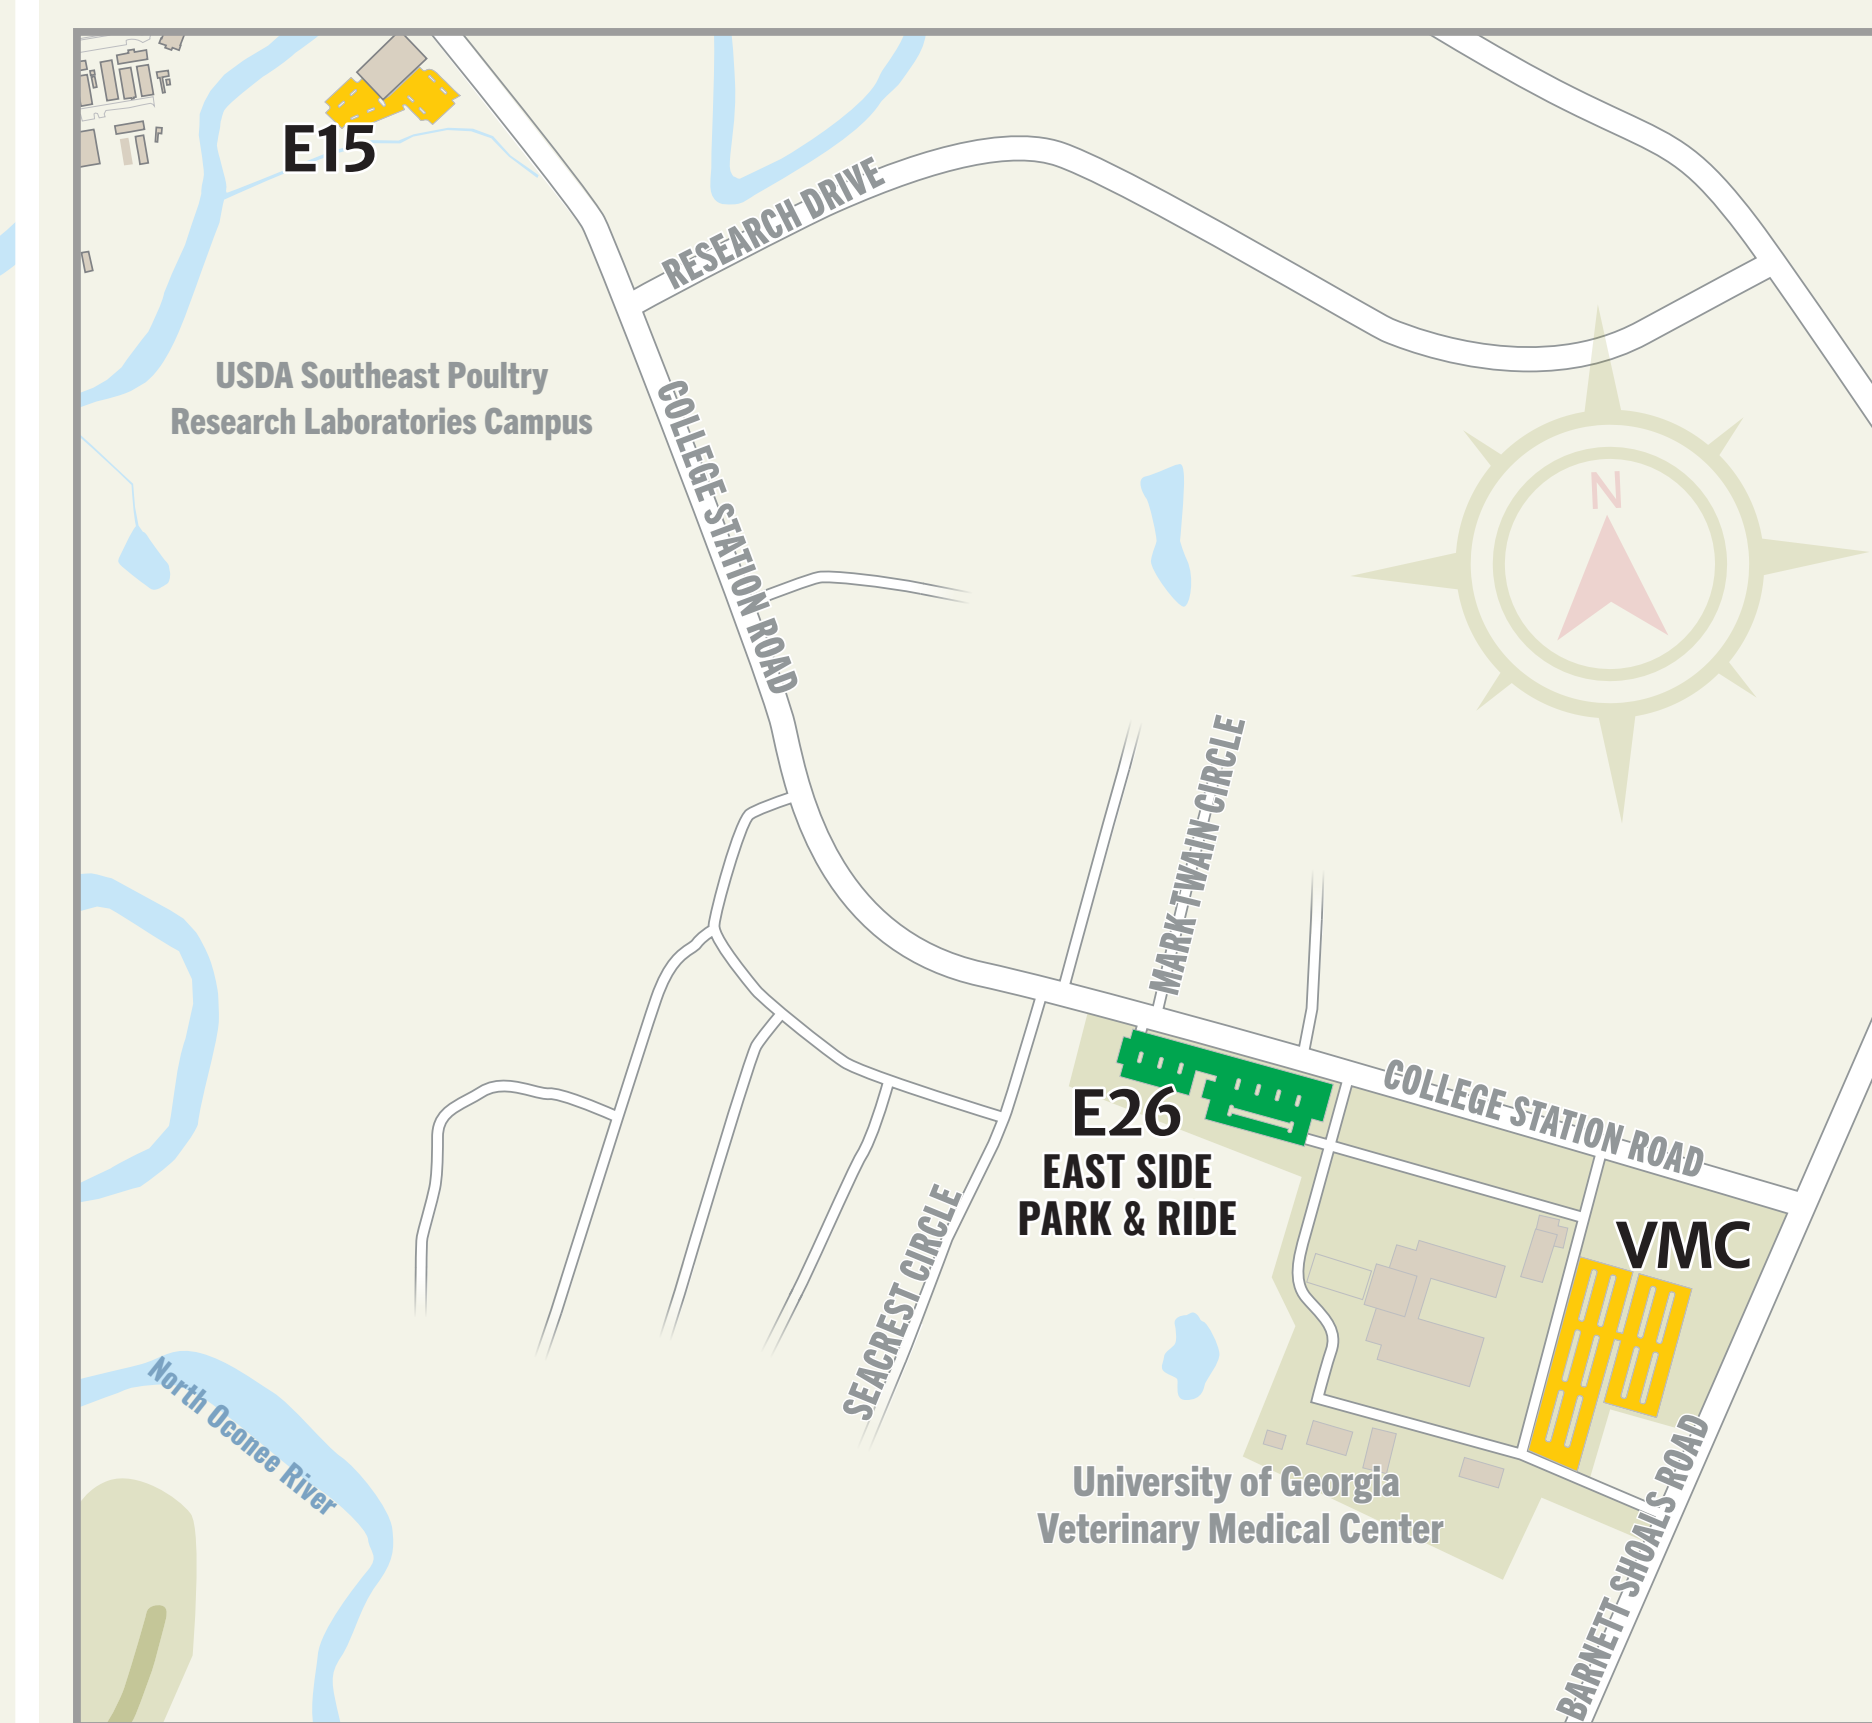 E15
RESEARCH DRIVE
USDA Southeast Poultry
Research Laboratories Campus
COLLEGE STATION ROAD
N
MARK TWAIN CIRCLE
COLLEGE STATION ROAD
E26
EAST SIDE
PARK & RIDE
VMC
SEACREST CIRCLE
North Oconee River
University of Georgia
Veterinary Medical Center
BARNETT SHOALS ROAD